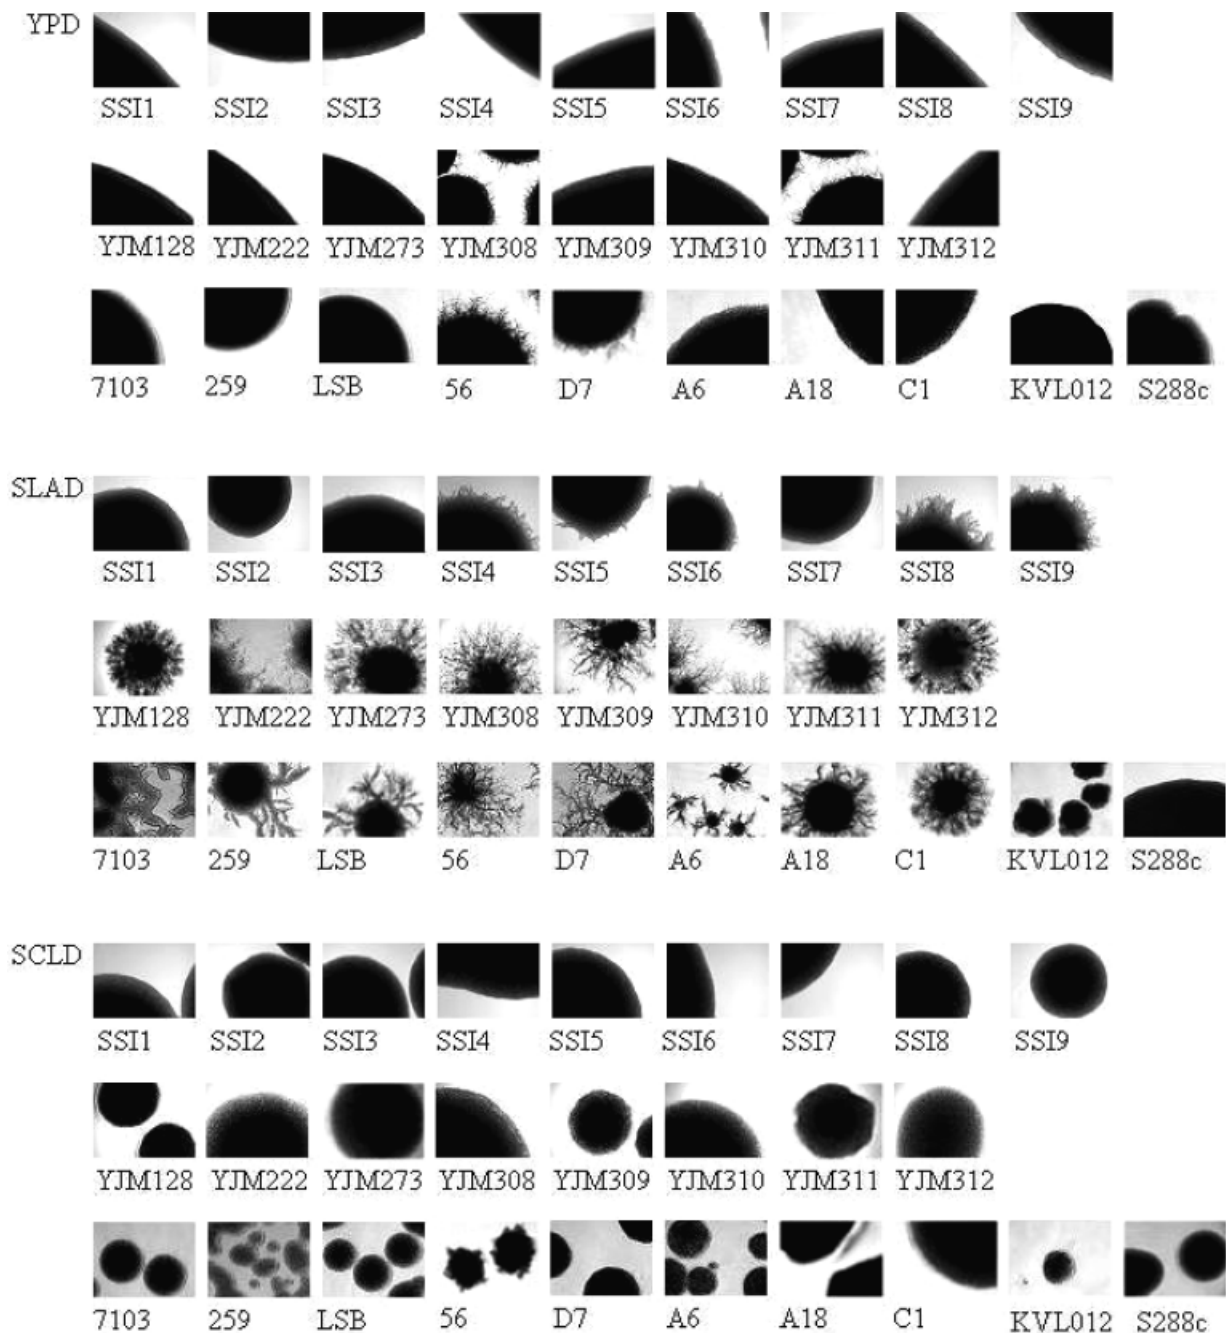 YPD
SSI1 SSI2 SSI3 SSI4 SSI5 SSI6 SSI7 SSI8 SSI9
YJM128 YJM222 YJM273 YJM308 YJM309 YJM310 YJM311 YJM312
7103 259 LSB 56 D7 A6 A18 C1 KVL012 S288c
SLAD
SSI1 SSI2 SSI3 SSI4 SSI5 SSI6 SSI7 SSI8 SSI9
YJM128 YJM222 YJM273 YJM308 YJM309 YJM310 YJM311 YJM312
7103 259 LSB 56 D7 A6 A18 C1 KVL012 S288c
SCLD
SSI1 SSI2 SSI3 SSI4 SSI5 SSI6 SSI7 SSI8 SSI9
YJM128 YJM222 YJM273 YJM308 YJM309 YJM310 YJM311 YJM312
7103 259 LSB 56 D7 A6 A18 C1 KVL012 S288c